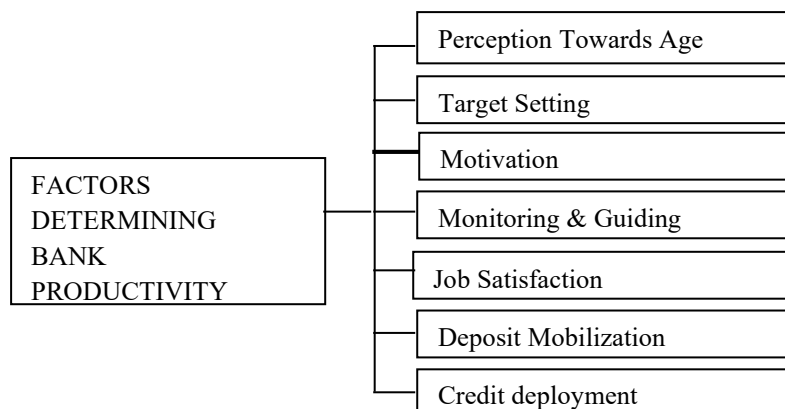 Perception Towards Age
Target Setting
Motivation
FACTORS
DETERMINING
BANK
PRODUCTIVITY
Monitoring & Guiding
Job Satisfaction
Deposit Mobilization
Credit deployment